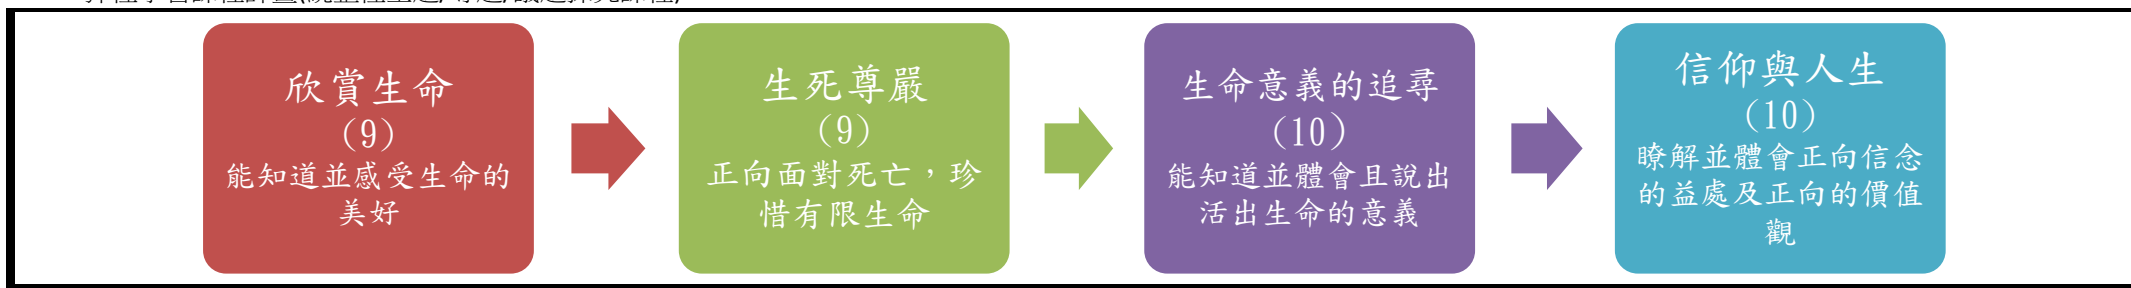 欣賞生命
(9)
能知道並感受生命的
美好
生死尊嚴
(9)
正向面對死亡，珍
惜有限生命
生命意義的追尋
(10)
能知道並體會且說出
活出生命的意義
信仰與人生
(10)
瞭解並體會正向信念
的益處及正向的價值
觀